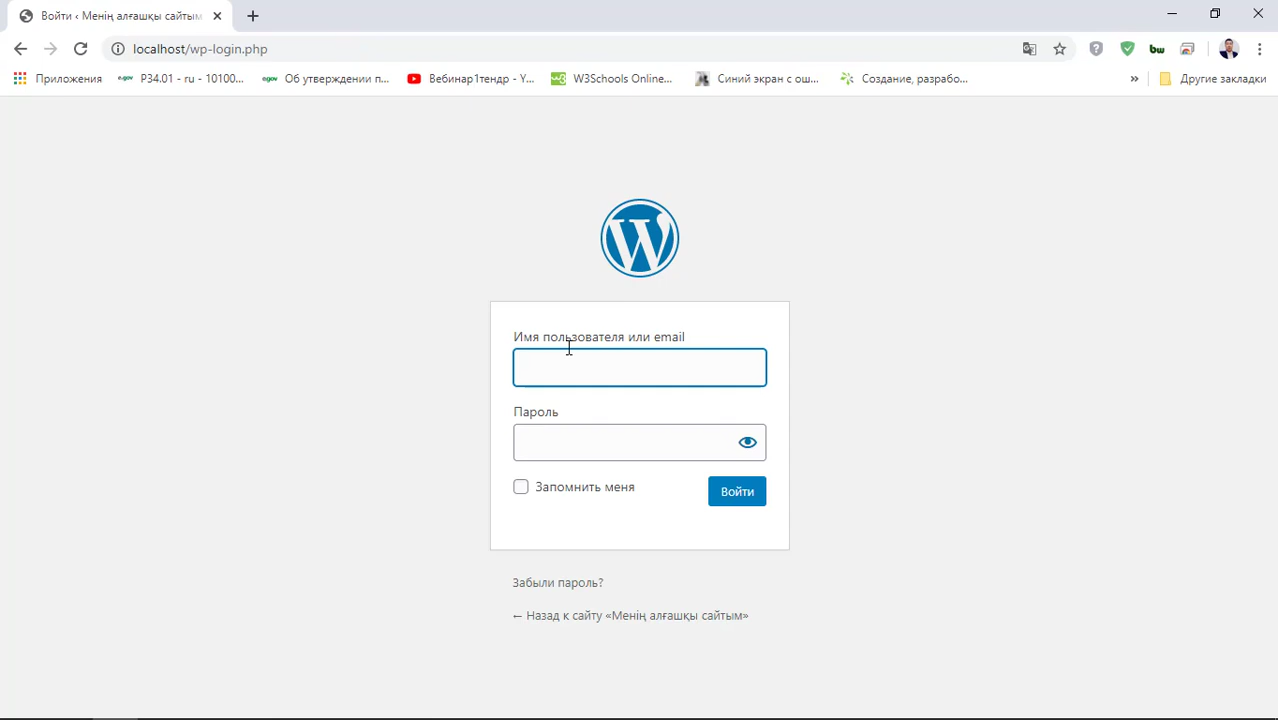 Войти ‹ Менің алғашқы сайтым
localhost/wp-login.php
Приложения
P34.01 - ru - 10100...
Об утверждении п...
Вебинар1тендр - Y...
W3Schools Online...
Синий экран с ош...
Создание, разрабо...
»
Другие закладки
Имя пользователя или email
Пароль
Запомнить меня
Войти
Забыли пароль?
← Назад к сайту «Менің алғашқы сайтым»